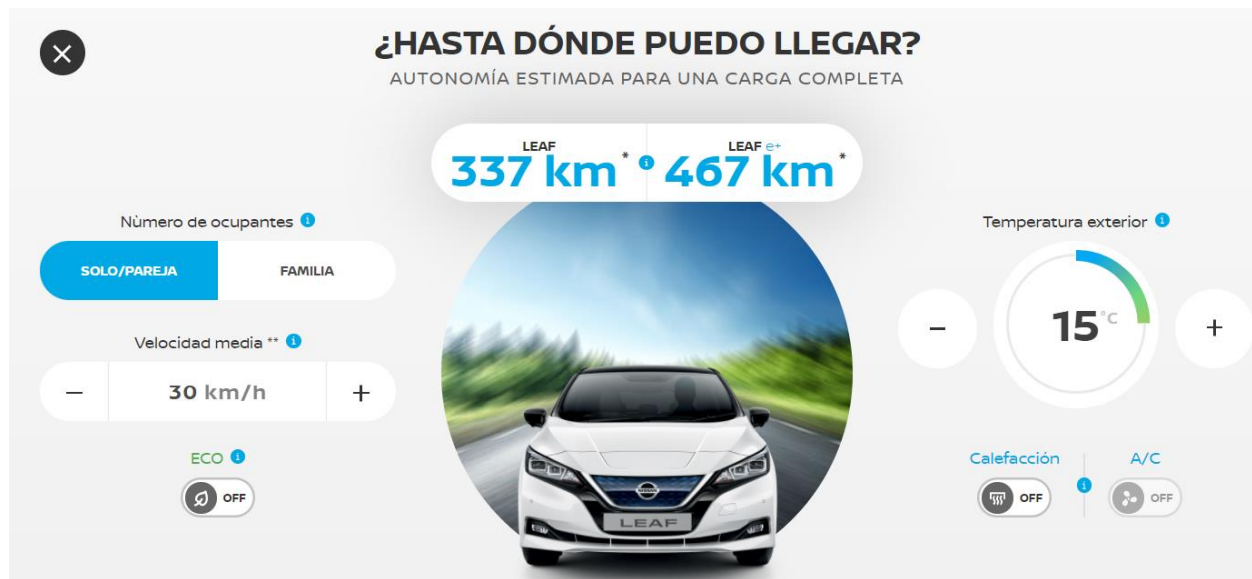 ¿HASTA DÓNDE PUEDO LLEGAR?
AUTONOMÍA ESTIMADA PARA UNA CARGA COMPLETA
LEAF
337 km*
LEAF e+
467 km*
Nùmero de ocupantes
SOLO/PAREJA FAMILIA
Velocidad media **
− 30 km/h +
ECO
OFF
Temperatura exterior
− 15°C +
Calefacción A/C
OFF OFF
NISSAN
LEAF